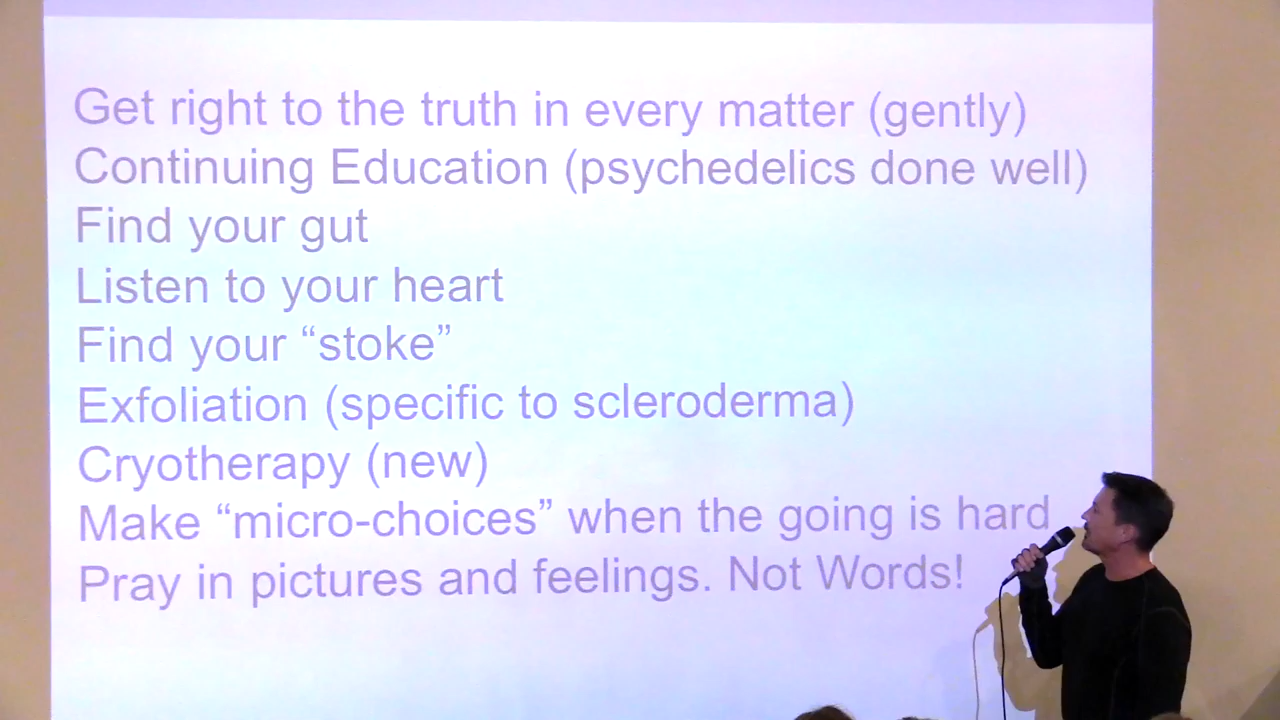 Get right to the truth in every matter (gently)
Continuing Education (psychedelics done well)
Find your gut
Listen to your heart
Find your “stoke”
Exfoliation (specific to scleroderma)
Cryotherapy (new)
Make “micro-choices” when the going is hard
Pray in pictures and feelings. Not Words!